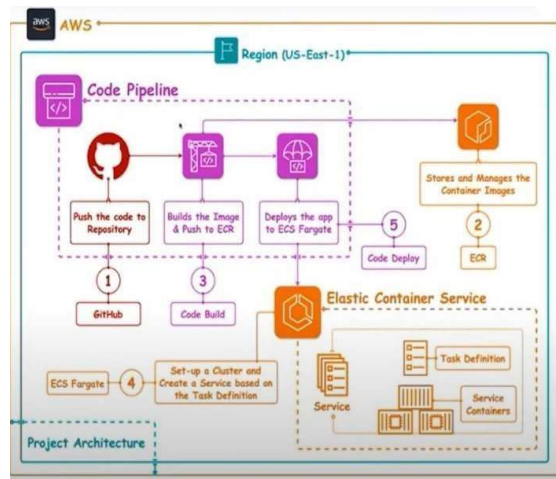 aws
AWS
Region (US-East-1)
Code Pipeline
Push the code to
Repository
Builds the Image
& Push to ECR
Deploys the app
to ECS Fargate
Stores and Manages the
Container Images
1
GitHub
3
Code Build
5
Code Deploy
2
ECR
Elastic Container Service
ECS Fargate
4
Set-up a Cluster and
Create a Service based on
the Task Definition
Service
Task Definition
Service
Containers
Project Architecture